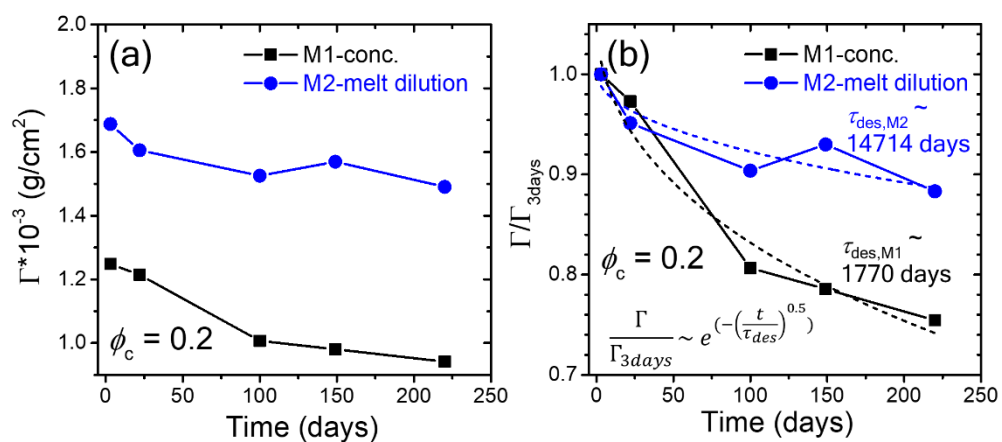 (a)
M1-conc.
M2-melt dilution
Γ*10⁻³ (g/cm²)
2.0
1.8
1.6
1.4
1.2
1.0
ϕc = 0.2
0 50 100 150 200 250
Time (days)
(b)
M1-conc.
M2-melt dilution
Γ/Γ3days
1.0
0.9
0.8
0.7
τdes,M2 ~
14714 days
τdes,M1 ~
1770 days
ϕc = 0.2
Γ/Γ3days ~ e^(-(t/τdes)^0.5)
0 50 100 150 200 250
Time (days)